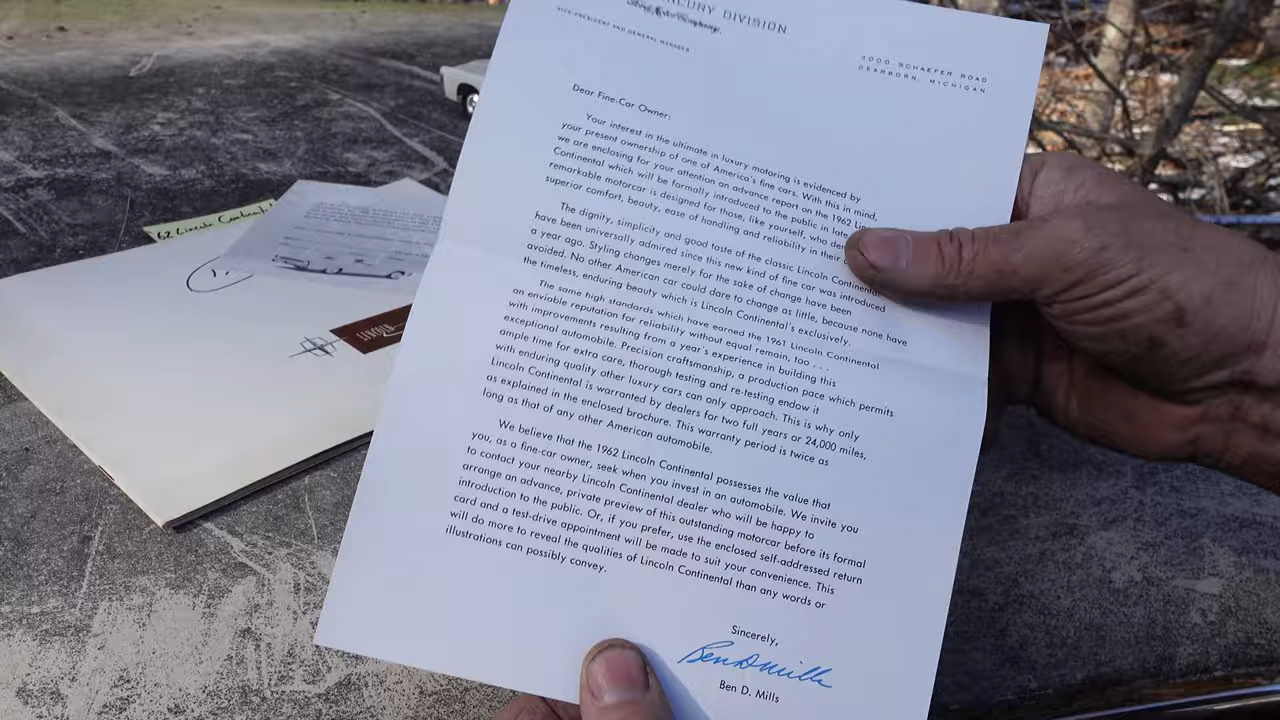 MERCURY DIVISION
VICE-PRESIDENT AND GENERAL MANAGER
3000 SCHAEFER ROAD
DEARBORN, MICHIGAN
Dear Fine-Car Owner:
Your interest in the ultimate in luxury motoring is evidenced by
your present ownership of one of America's fine cars. With this in mind,
we are enclosing for your attention an advance report on the 1962
Continental which will be formally introduced to the public in late
remarkable motorcar is designed for those, like yourself, who
superior comfort, beauty, ease of handling and reliability in their
The dignity, simplicity and good taste of the classic Lincoln Continental
have been universally admired since this new kind of fine car was introduced
a year ago. Styling changes merely for the sake of change have been
avoided. No other American car could dare to change as little, because none have
the timeless, enduring beauty which is Lincoln Continental's exclusively.
The same high standards which have earned the 1961 Lincoln Continental
an enviable reputation for reliability without equal remain, too . . .
with improvements resulting from a year's experience in building this
exceptional automobile. Precision craftsmanship, a production pace which permits
ample time for extra care, thorough testing and re-testing endow it
with enduring quality other luxury cars can only approach. This is why only
Lincoln Continental is warranted by dealers for two full years or 24,000 miles,
as explained in the enclosed brochure. This warranty period is twice as
long as that of any other American automobile.
We believe that the 1962 Lincoln Continental possesses the value that
you, as a fine-car owner, seek when you invest in an automobile. We invite you
to contact your nearby Lincoln Continental dealer who will be happy to
arrange an advance, private preview of this outstanding motorcar before its formal
introduction to the public. Or, if you prefer, use the enclosed self-addressed return
card and a test-drive appointment will be made to suit your convenience. This
will do more to reveal the qualities of Lincoln Continental than any words or
illustrations can possibly convey.
Sincerely,
Ben D Mills
Ben D. Mills
62 Lincoln Continental
LINCOLN